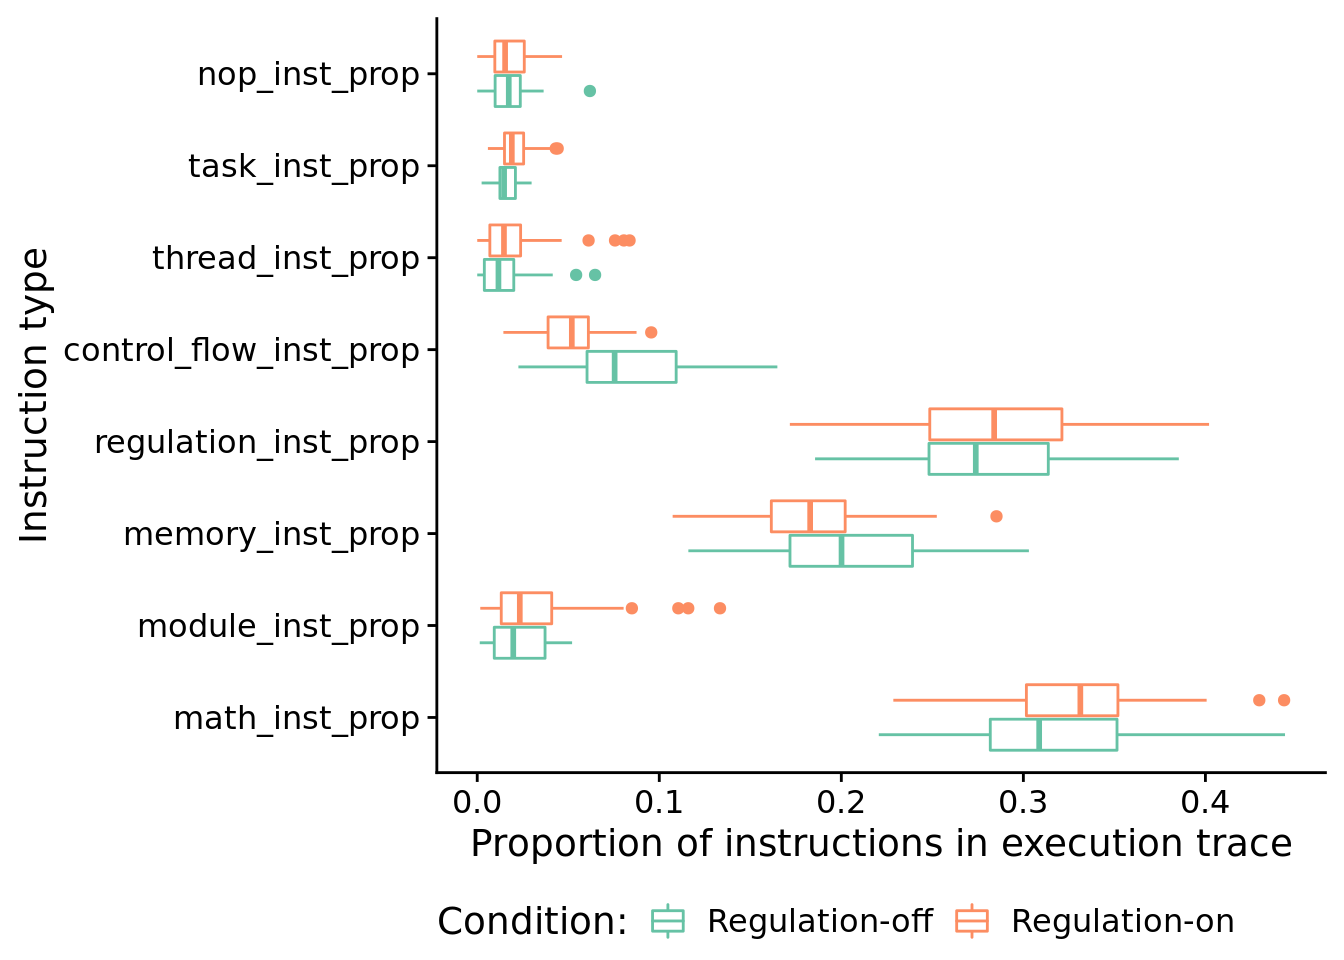 nop_inst_prop
task_inst_prop
thread_inst_prop
control_flow_inst_prop
regulation_inst_prop
memory_inst_prop
module_inst_prop
math_inst_prop
Instruction type
0.0 0.1 0.2 0.3 0.4
Proportion of instructions in execution trace
Condition: Regulation-off Regulation-on